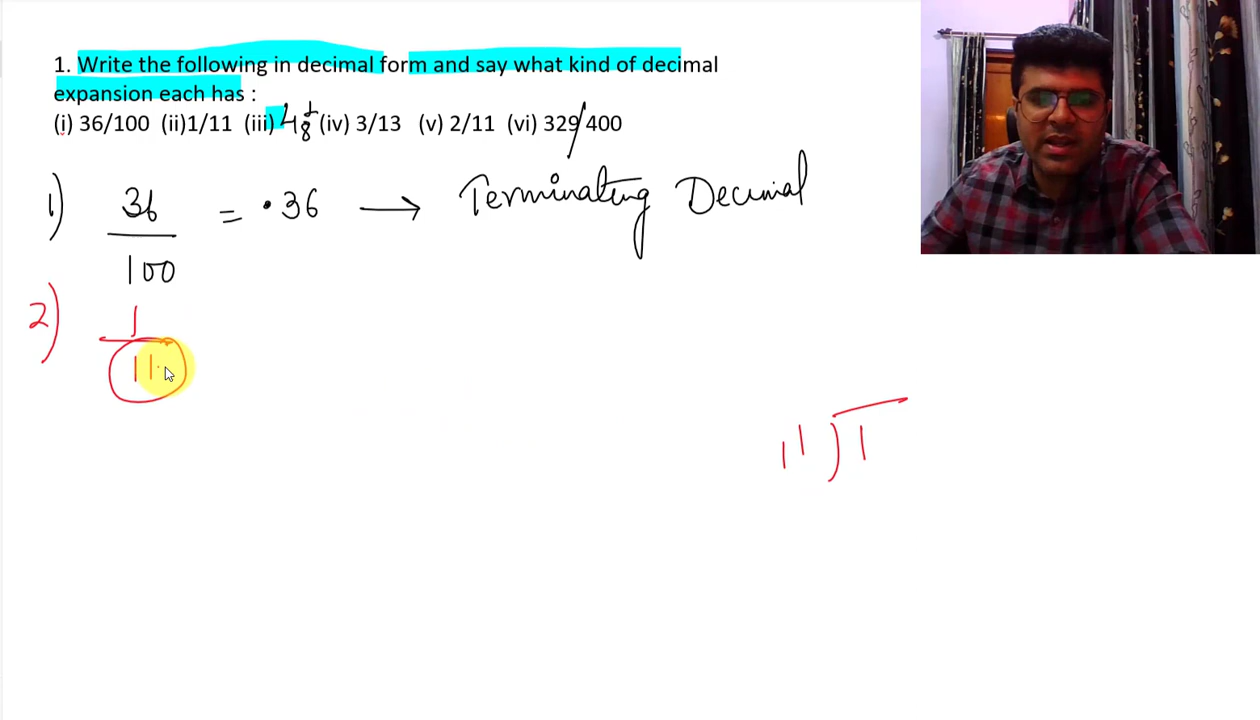 1. Write the following in decimal form and say what kind of decimal
expansion each has :
(i) 36/100 (ii)1/11 (iii) 4 1/8 (iv) 3/13 (v) 2/11 (vi) 329/400
1) 36/100 = .36 → Terminating Decimal
2) 1/11
11)1